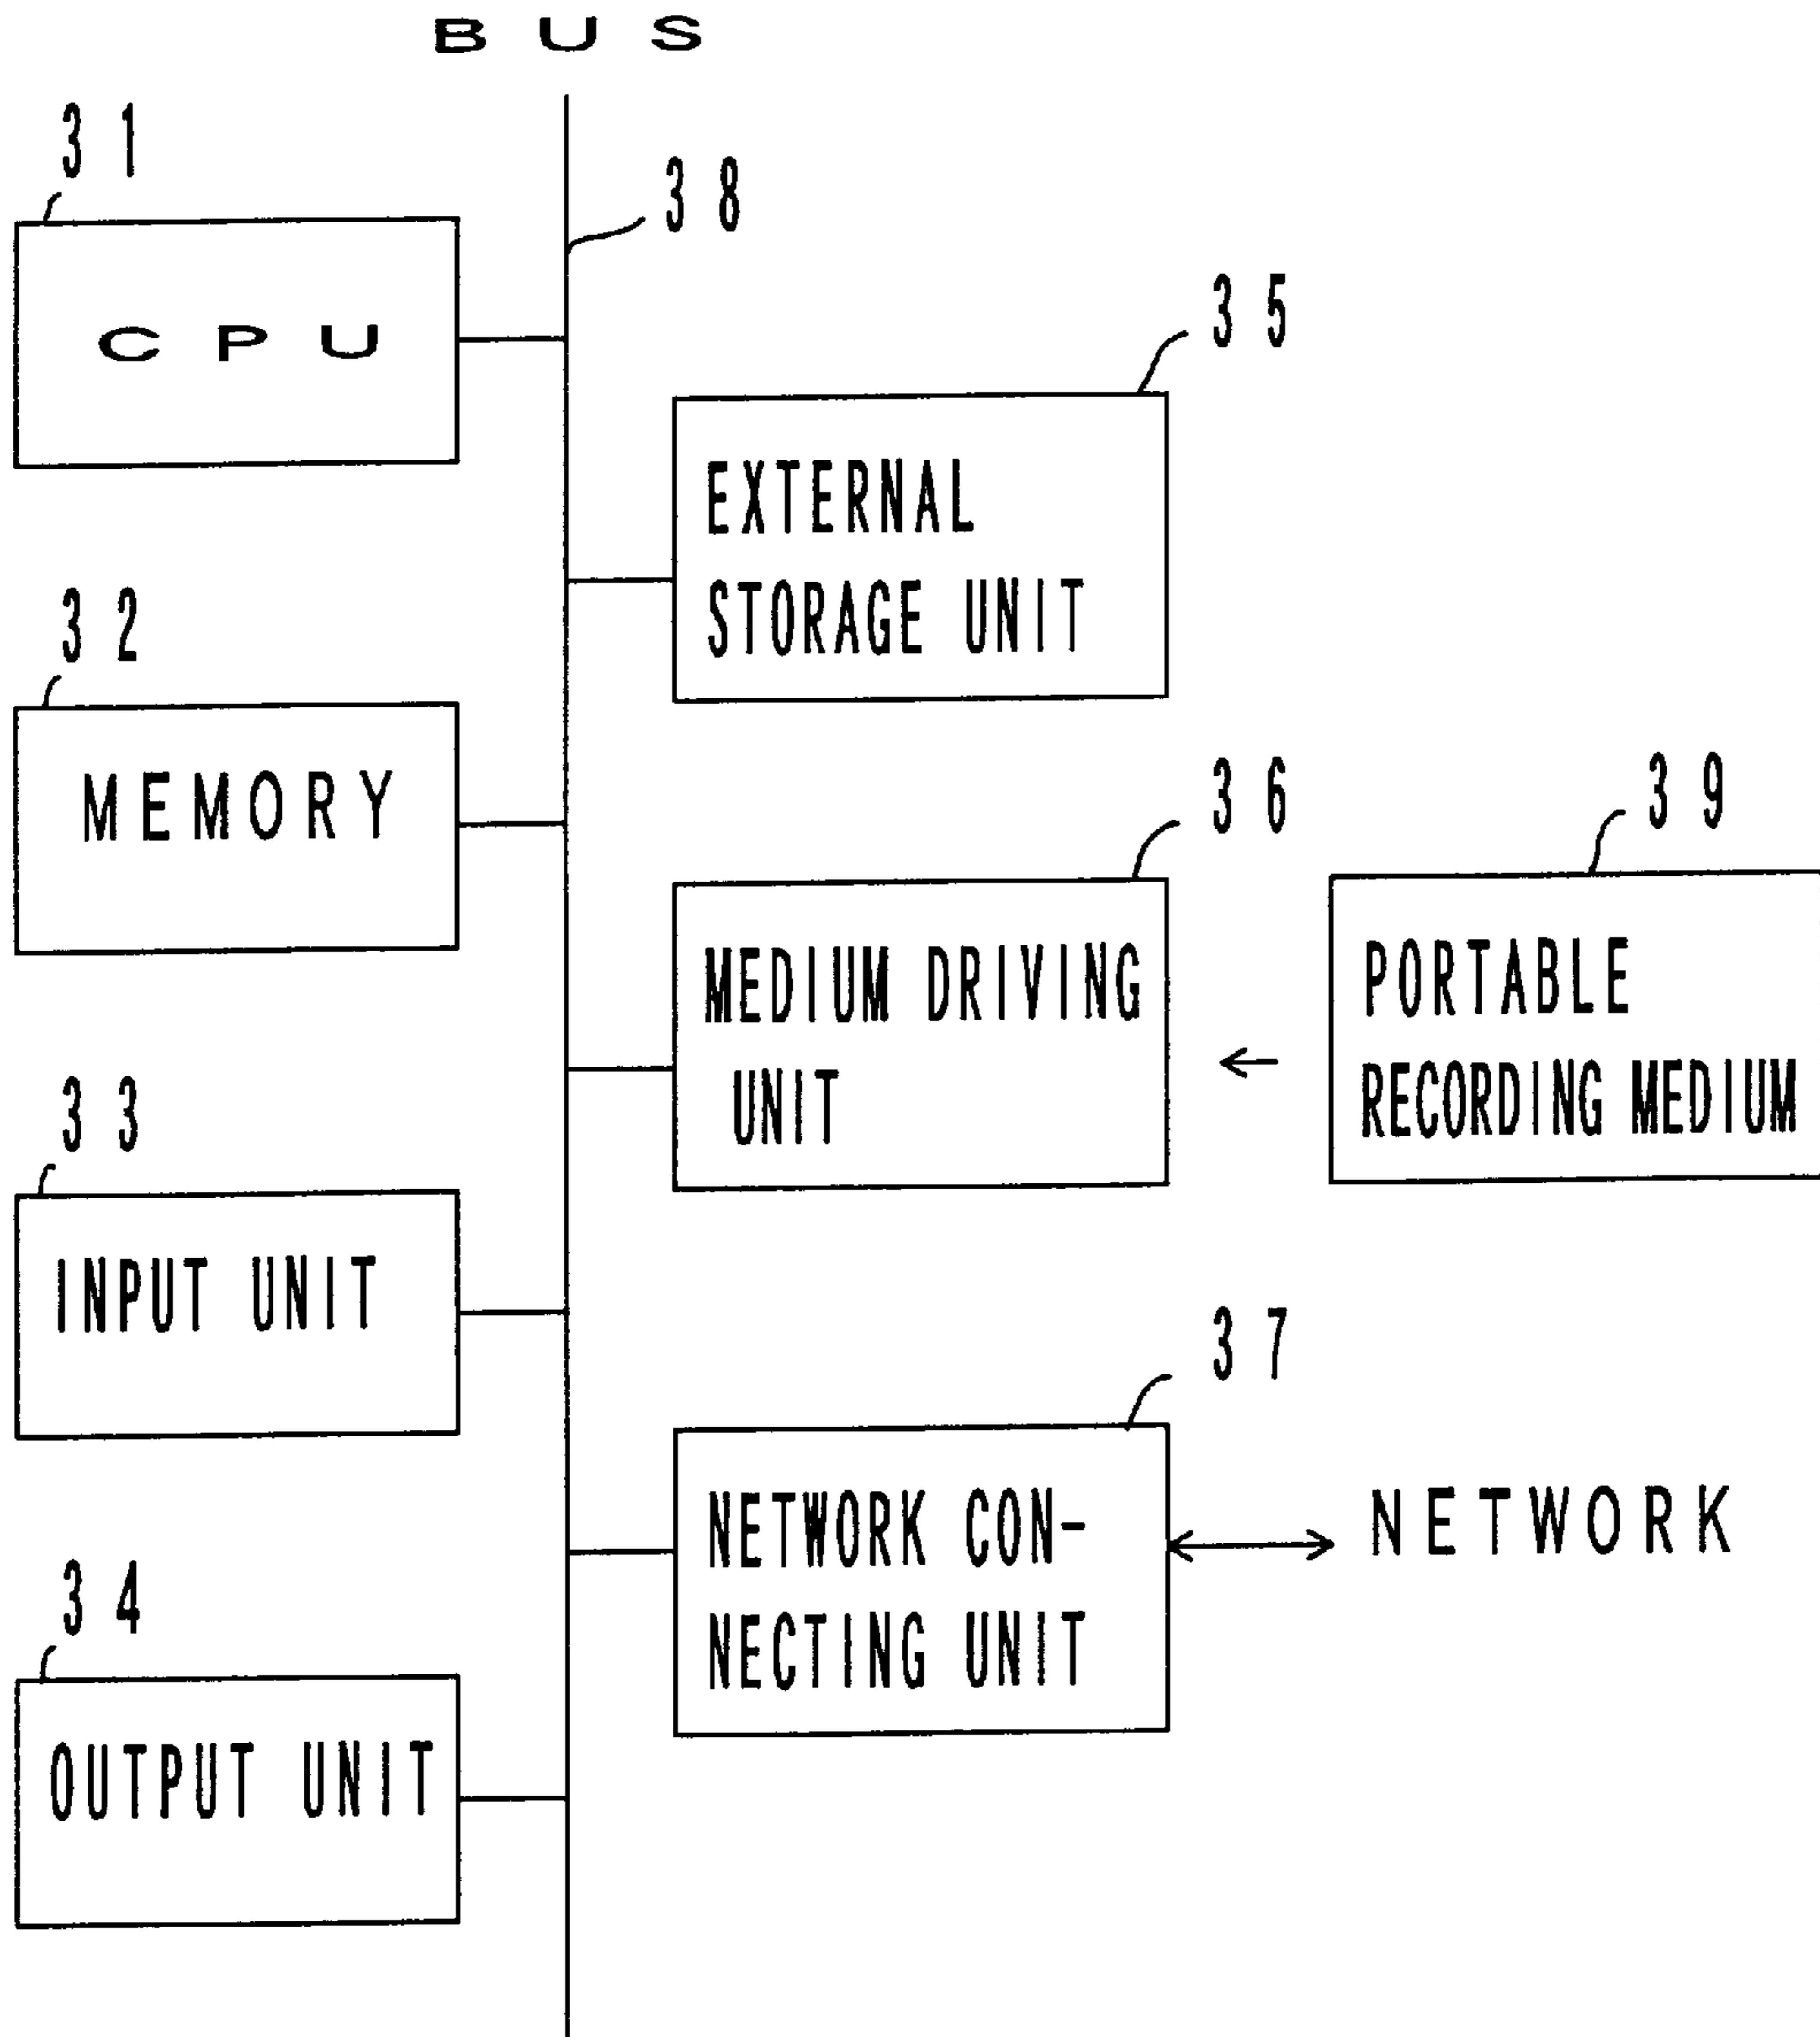 BUS
31
CPU
38
35
EXTERNAL
STORAGE UNIT
32
MEMORY
36
MEDIUM DRIVING
UNIT
39
PORTABLE
RECORDING MEDIUM
33
INPUT UNIT
37
NETWORK CON-
NECTING UNIT
NETWORK
34
OUTPUT UNIT